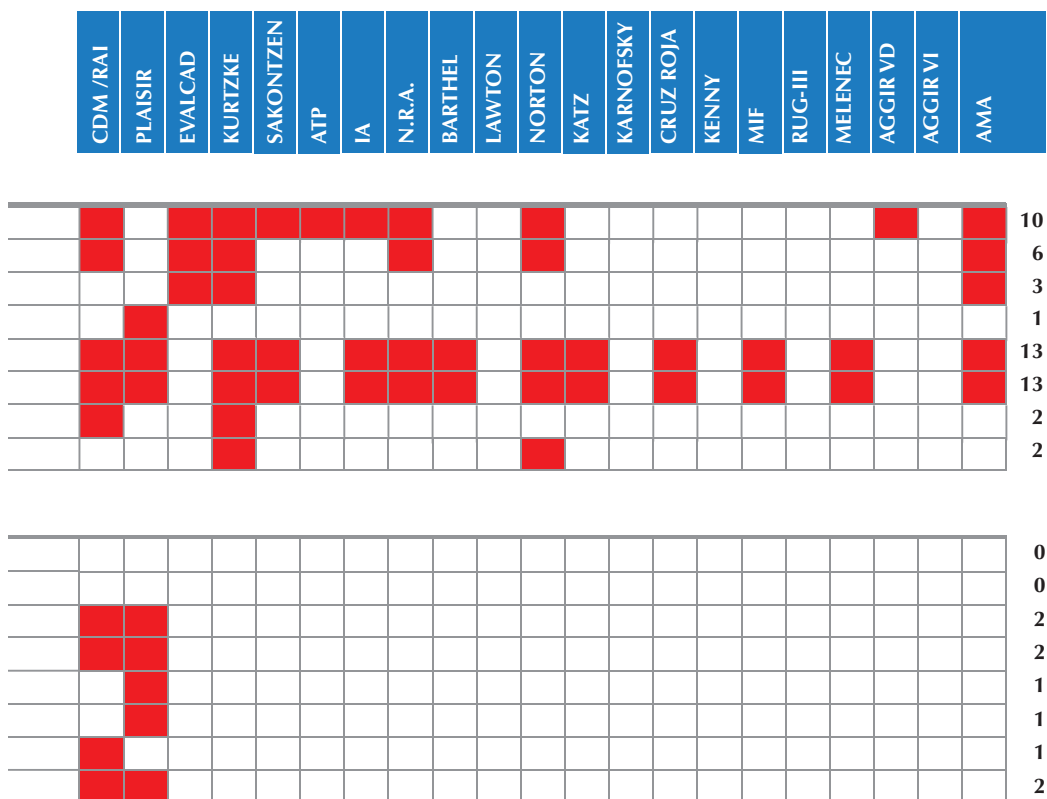 CDM /RAI
PLAISIR
EVALCAD
KURTZKE
SAKONTZEN
ATP
IA
N.R.A.
BARTHEL
LAWTON
NORTON
KATZ
KARNOFSKY
CRUZ ROJA
KENNY
MIF
RUG-III
MELENEC
AGGIR VD
AGGIR VI
AMA
10
6
3
1
13
13
2
2
0
0
2
2
1
1
1
2